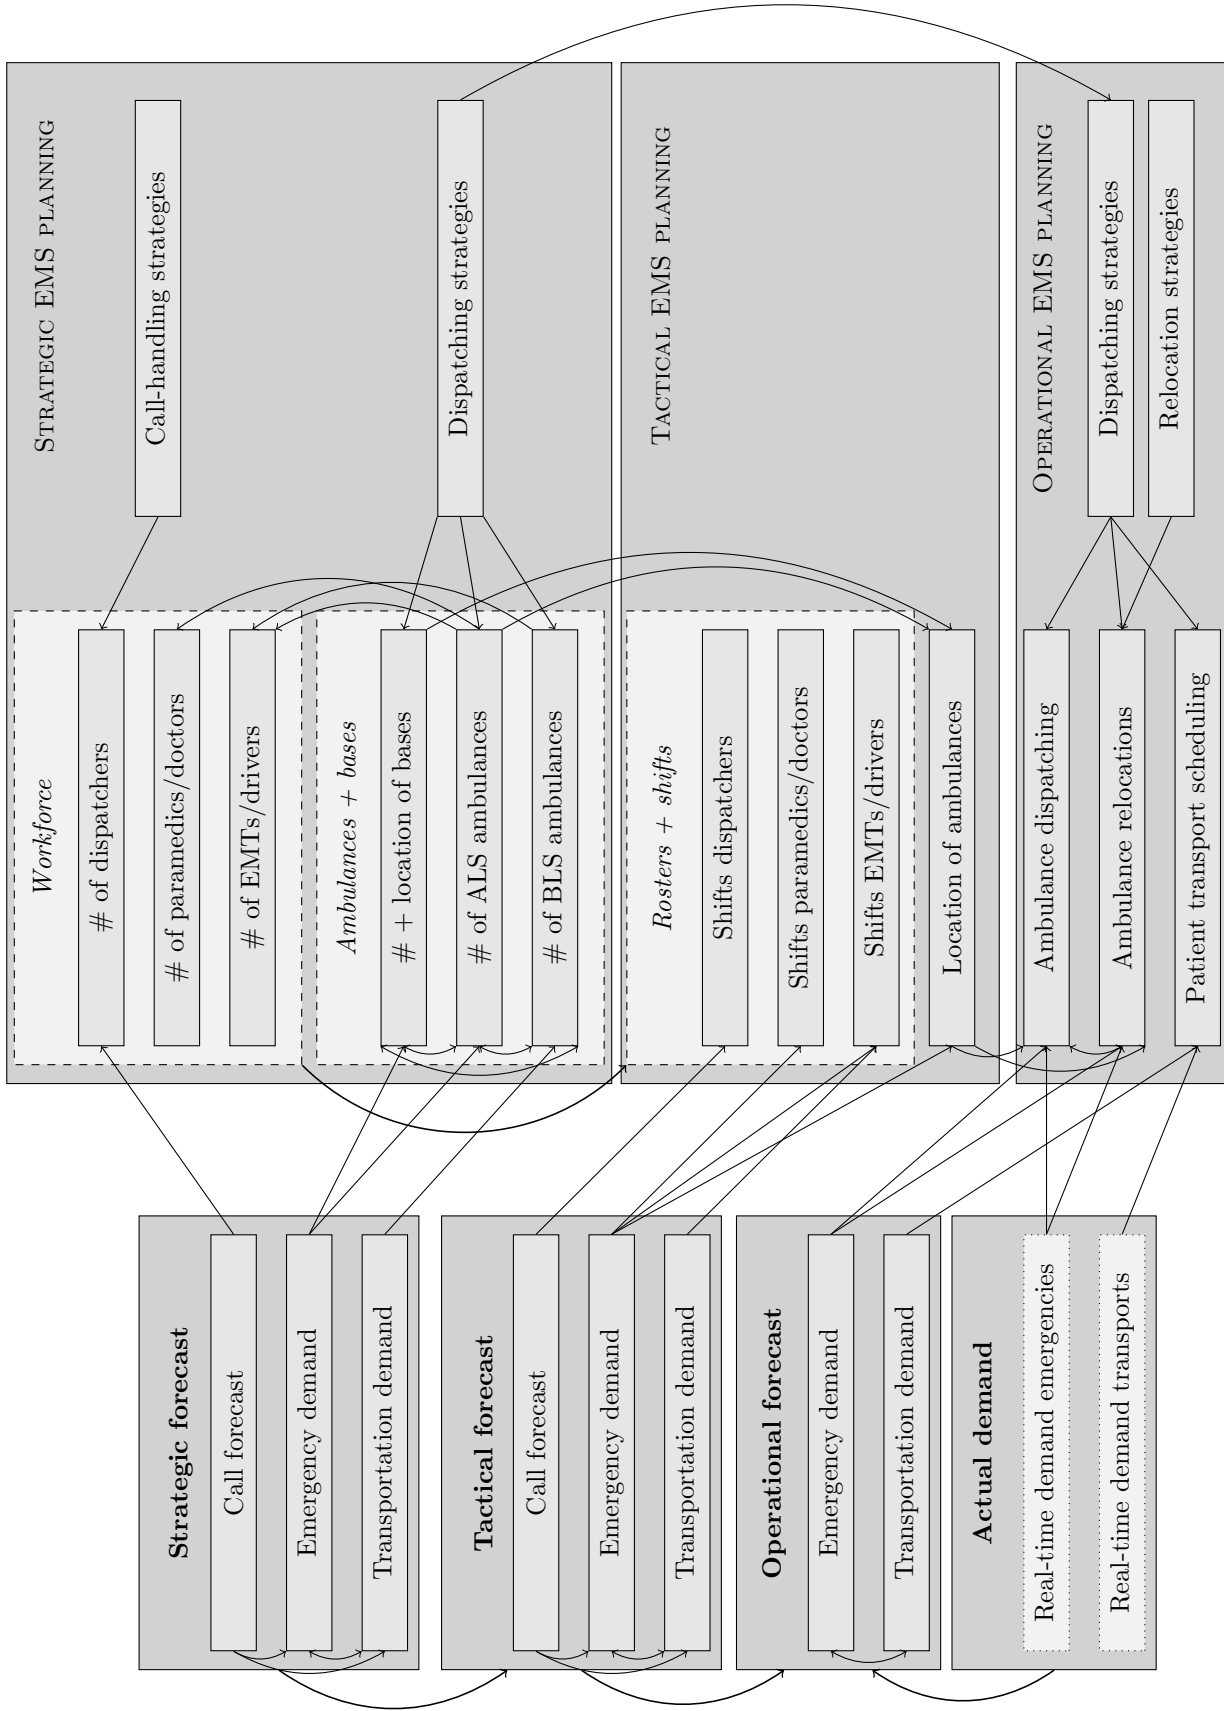 Strategic forecast
Call forecast
Emergency demand
Transportation demand
Tactical forecast
Call forecast
Emergency demand
Transportation demand
Operational forecast
Emergency demand
Transportation demand
Actual demand
Real-time demand emergencies
Real-time demand transports
STRATEGIC EMS PLANNING
Workforce
# of dispatchers
# of paramedics/doctors
# of EMTs/drivers
Ambulances + bases
# + location of bases
# of ALS ambulances
# of BLS ambulances
Call-handling strategies
Dispatching strategies
TACTICAL EMS PLANNING
Rosters + shifts
Shifts dispatchers
Shifts paramedics/doctors
Shifts EMTs/drivers
Location of ambulances
OPERATIONAL EMS PLANNING
Ambulance dispatching
Ambulance relocations
Patient transport scheduling
Dispatching strategies
Relocation strategies